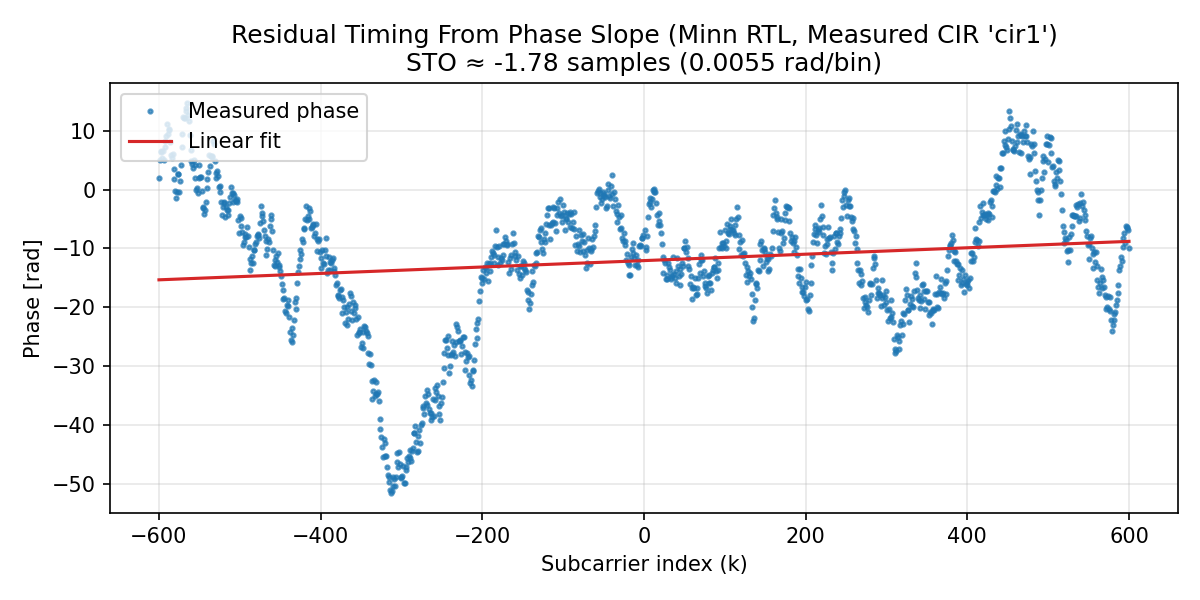 Residual Timing From Phase Slope (Minn RTL, Measured CIR 'cir1')
STO ≈ -1.78 samples (0.0055 rad/bin)
Measured phase
Linear fit
Phase [rad]
10
0
−10
−20
−30
−40
−50
−600 −400 −200 0 200 400 600
Subcarrier index (k)